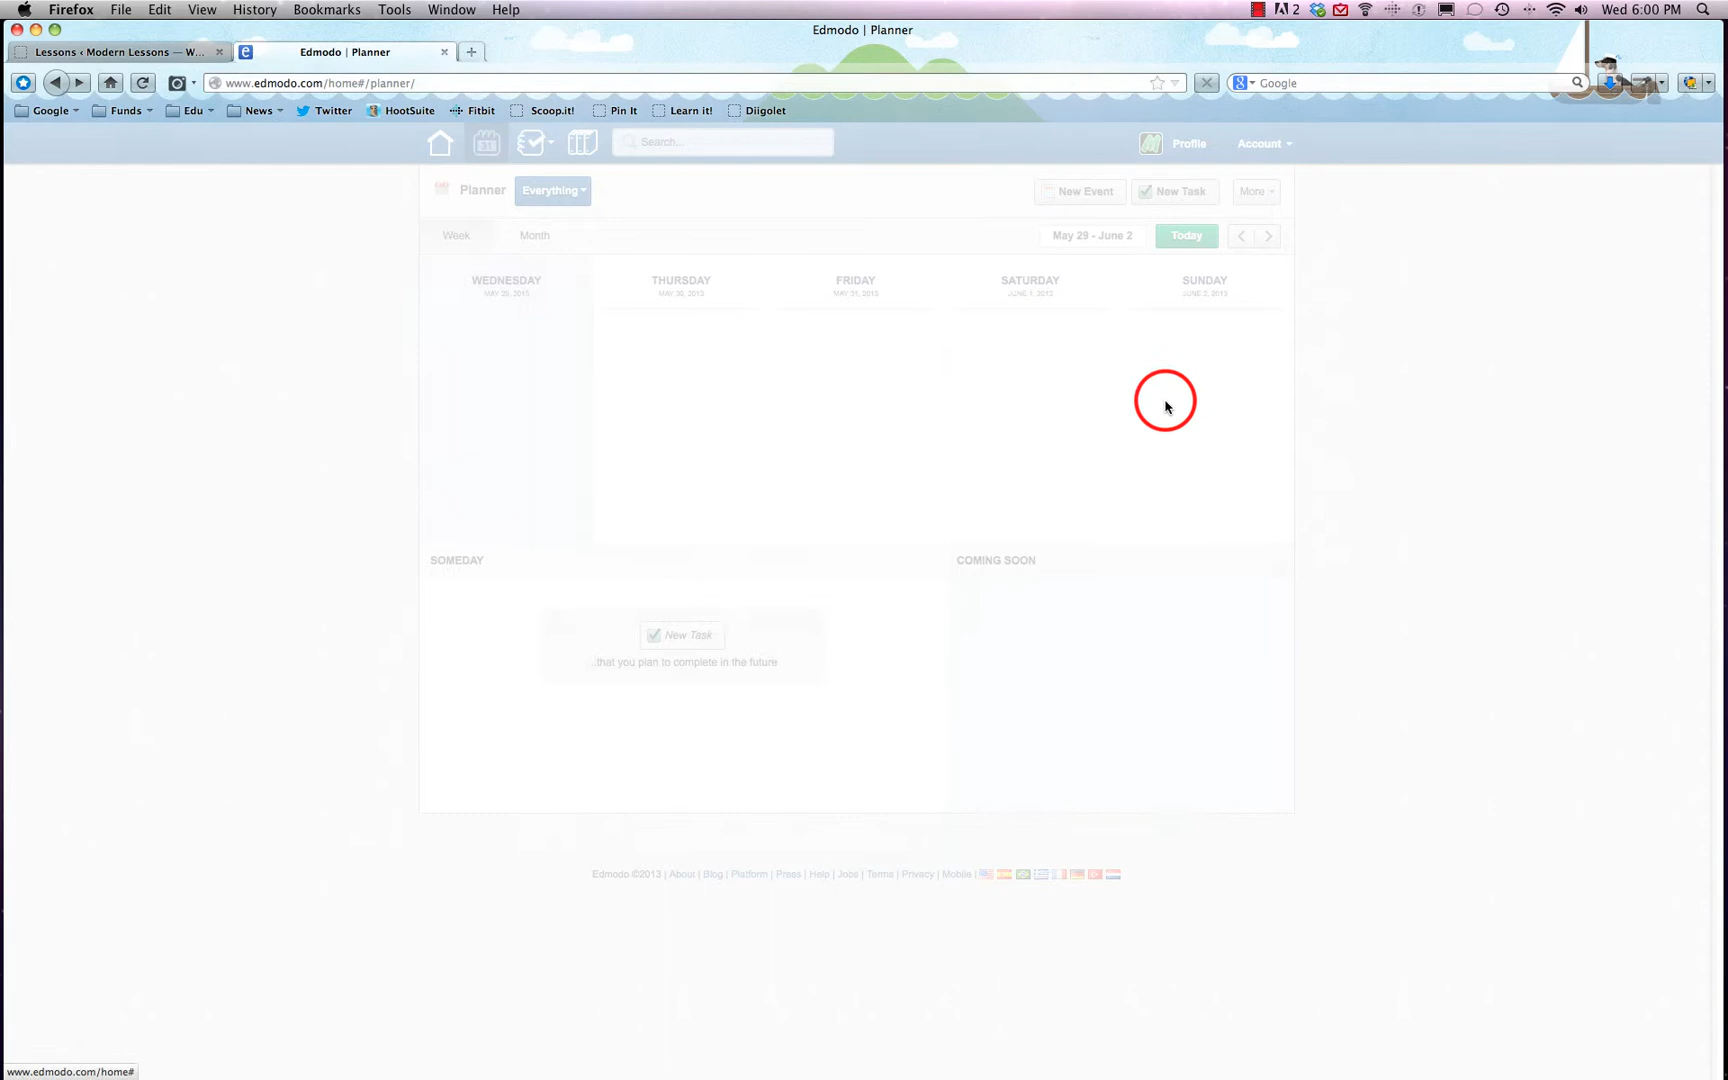 Firefox File Edit View History Bookmarks Tools Window Help 2 Wed 6:00 PM
Edmodo | Planner
Lessons ‹ Modern Lessons — W... Edmodo | Planner
www.edmodo.com/home#/planner/ Google
Google Funds Edu News Twitter HootSuite Fitbit Scoop.it! Pin It Learn it! Diigolet
31 Search... Profile Account
Planner Everything New Event New Task More
Week Month May 29 - June 2 Today
WEDNESDAY THURSDAY FRIDAY SATURDAY SUNDAY
MAY 29, 2013 MAY 30, 2013 MAY 31, 2013 JUNE 1, 2013 JUNE 2, 2013
SOMEDAY COMING SOON
New Task
..that you plan to complete in the future
Edmodo ©2013 | About | Blog | Platform | Press | Help | Jobs | Terms | Privacy | Mobile |
www.edmodo.com/home#